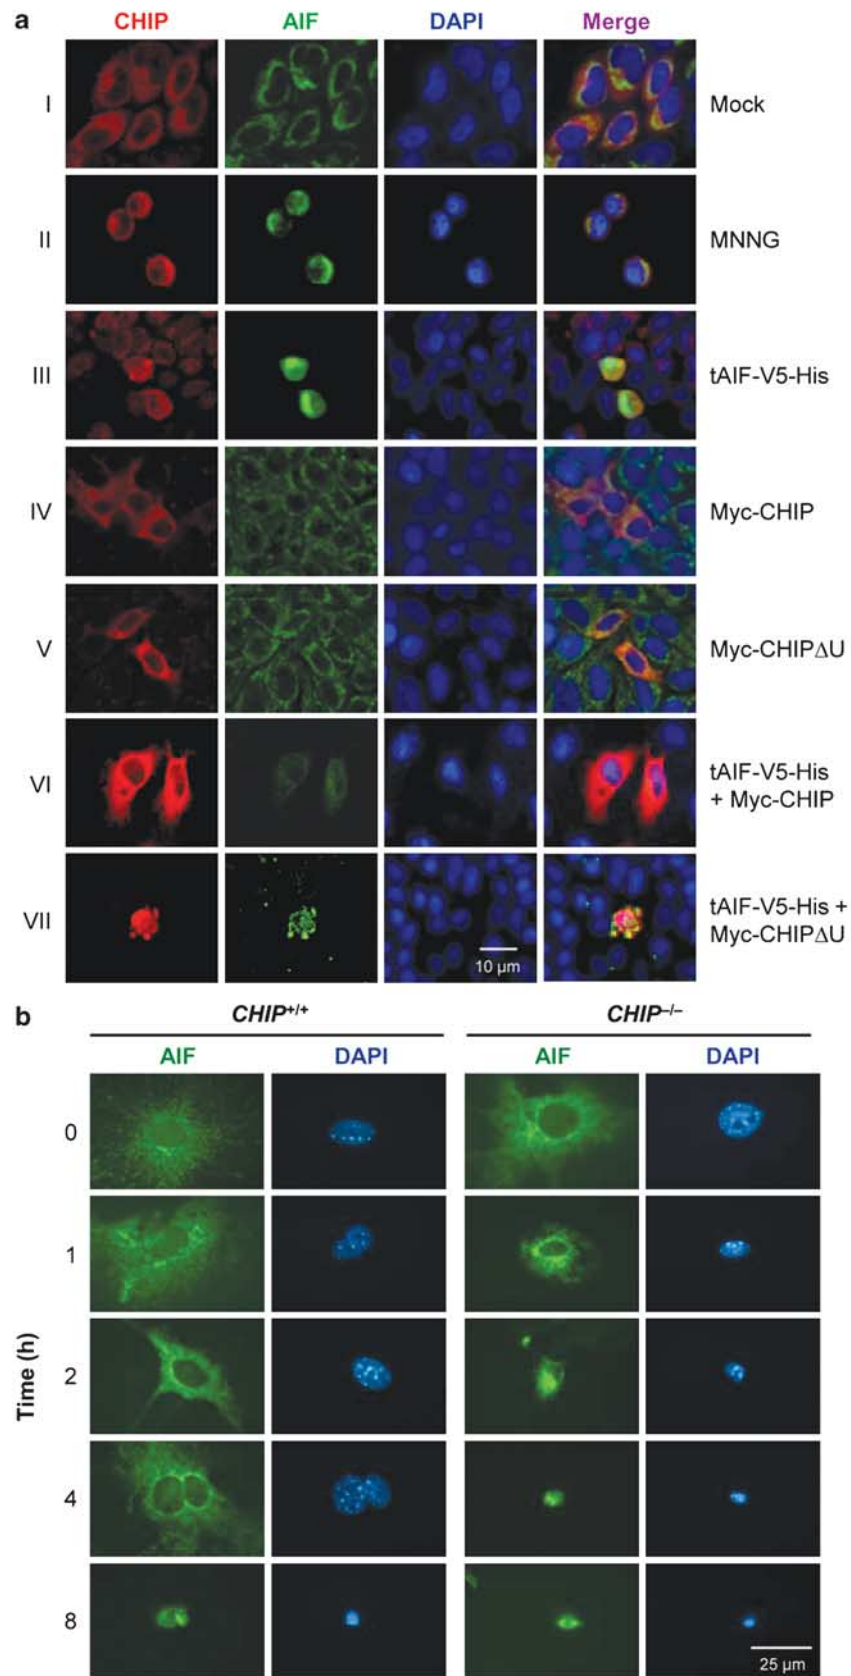 a
CHIP AIF DAPI Merge
I Mock
II MNNG
III tAIF-V5-His
IV Myc-CHIP
V Myc-CHIPΔU
VI tAIF-V5-His
+ Myc-CHIP
VII tAIF-V5-His +
Myc-CHIPΔU
10 μm
b
CHIP+/+ CHIP–/–
AIF DAPI AIF DAPI
0
1
2
4
8
Time (h)
25 μm